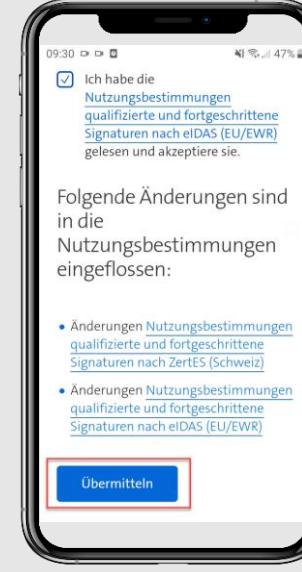 09:30 47%
Ich habe die
Nutzungsbestimmungen
qualifizierte und fortgeschrittene
Signaturen nach eIDAS (EU/EWR)
gelesen und akzeptiere sie.
Folgende Änderungen sind
in die
Nutzungsbestimmungen
eingeflossen:
• Änderungen Nutzungsbestimmungen
qualifizierte und fortgeschrittene
Signaturen nach ZertES (Schweiz)
• Änderungen Nutzungsbestimmungen
qualifizierte und fortgeschrittene
Signaturen nach eIDAS (EU/EWR)
Übermitteln